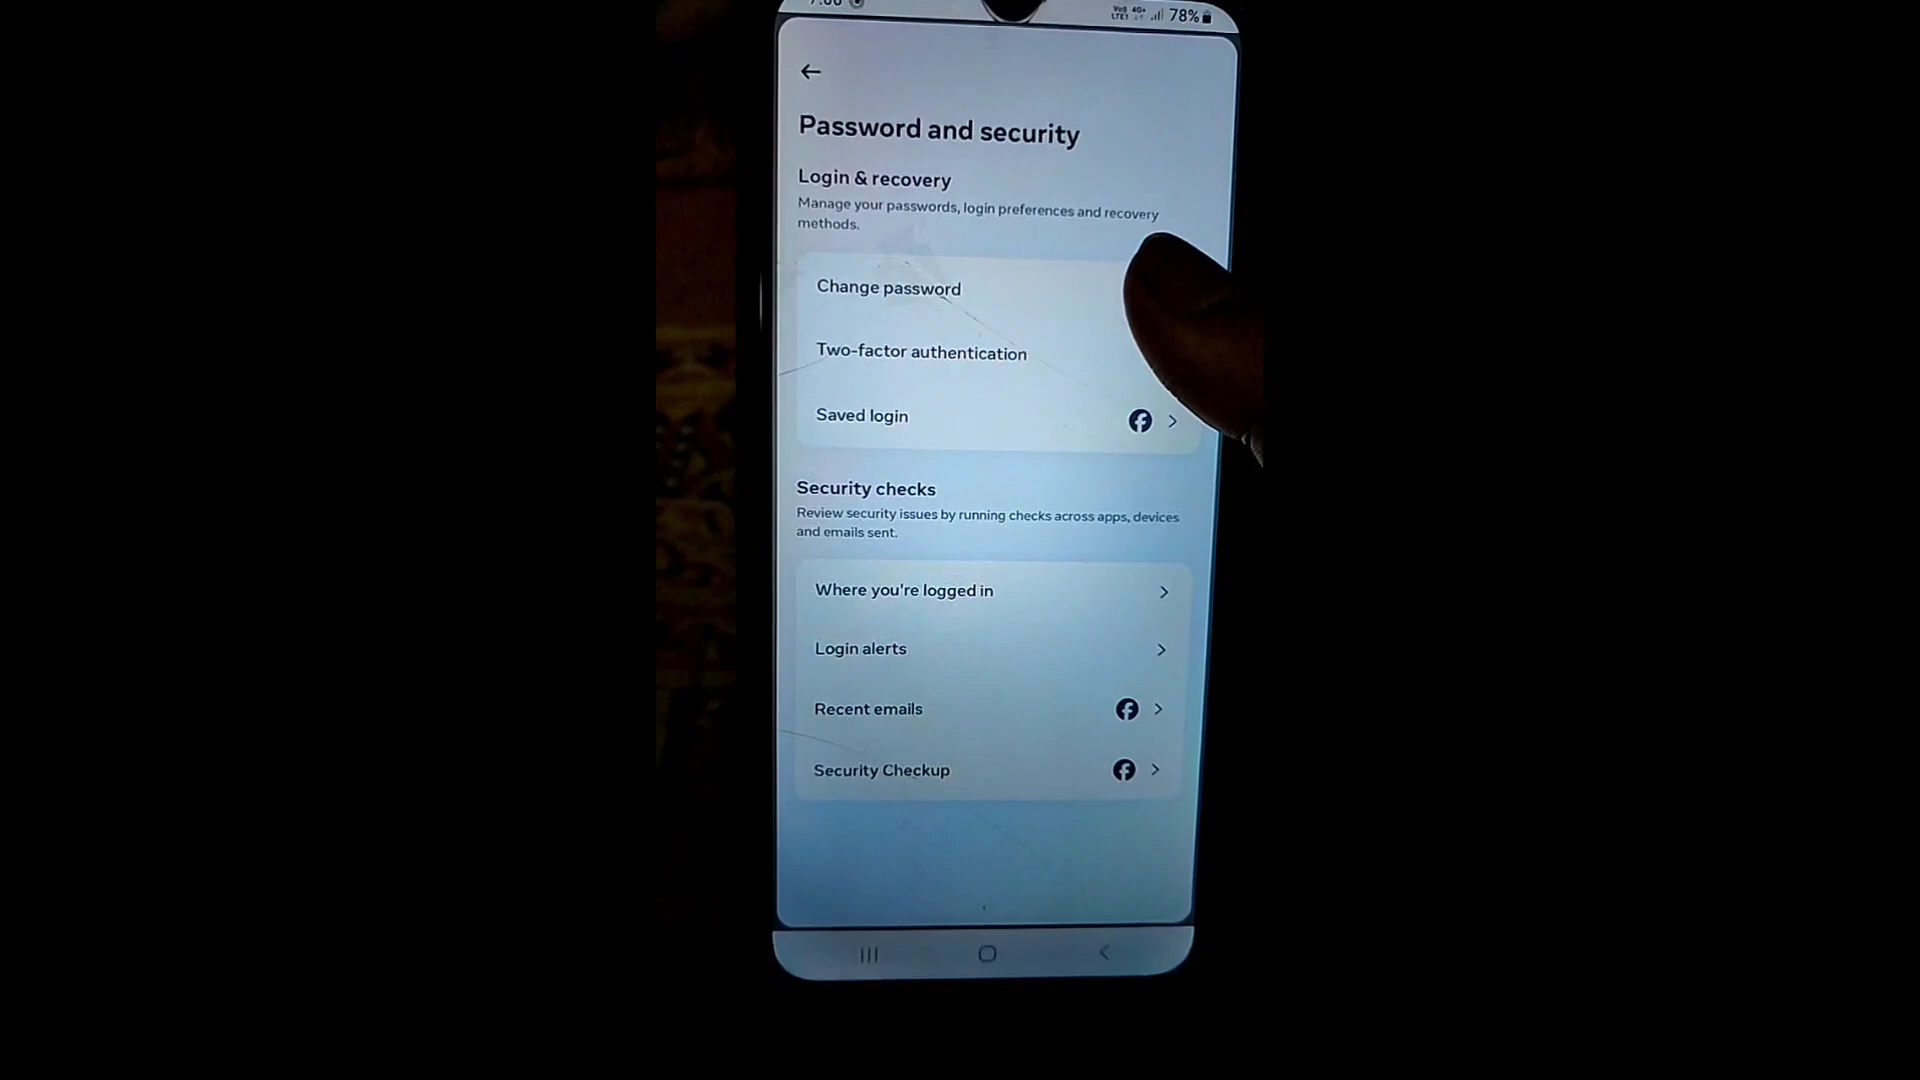 78%
Password and security
Login & recovery
Manage your passwords, login preferences and recovery
methods.
Change password
Two-factor authentication
Saved login
Security checks
Review security issues by running checks across apps, devices
and emails sent.
Where you're logged in
Login alerts
Recent emails
Security Checkup